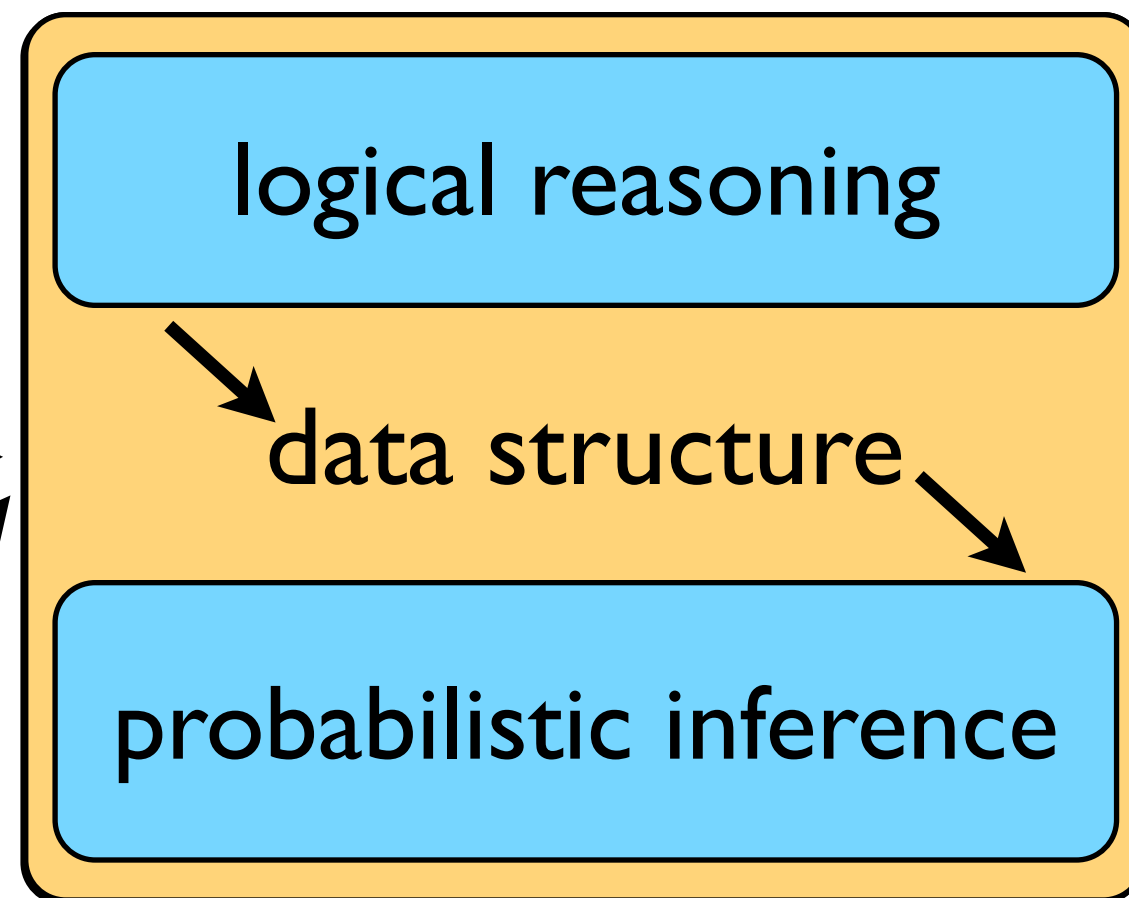 logical reasoning
data structure
probabilistic inference